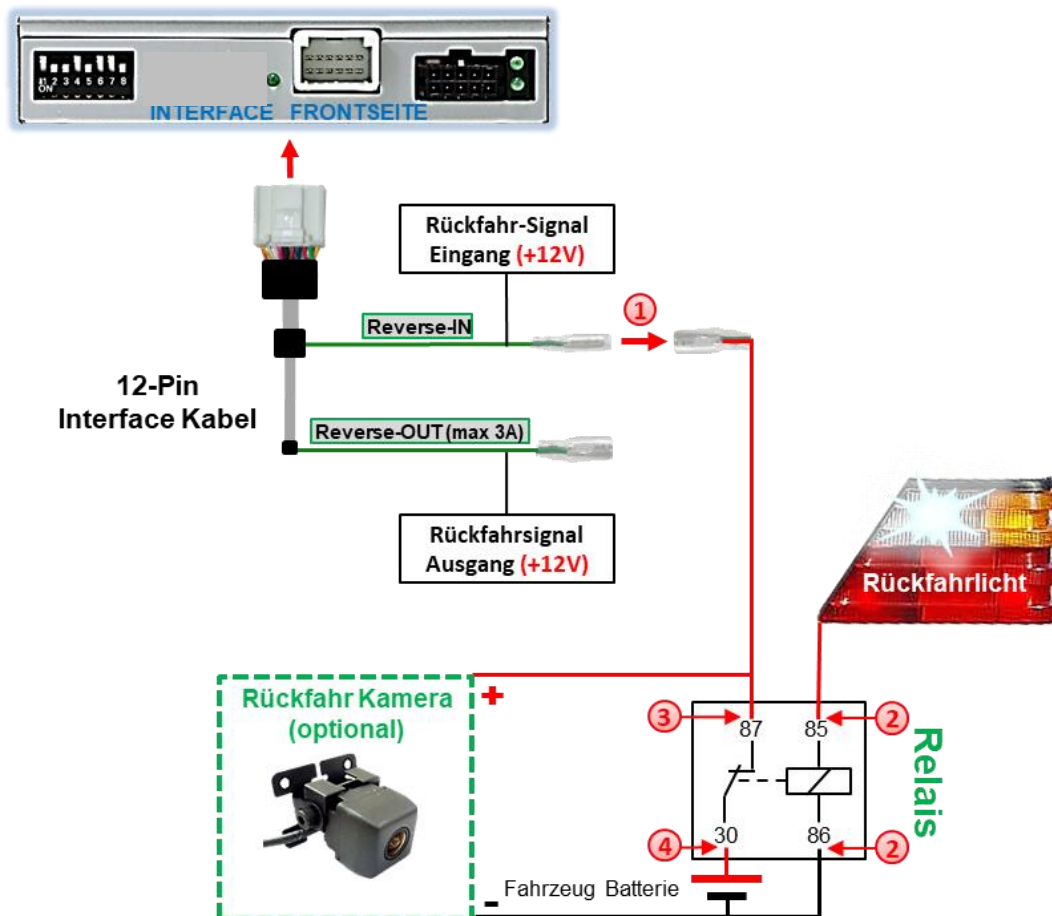 1 2 3 4 5 6 7 8
ON
INTERFACE FRONTSEITE
Rückfahr-Signal
Eingang (+12V)
1
Reverse-IN
12-Pin
Interface Kabel
Reverse-OUT(max 3A)
Rückfahrsignal
Ausgang (+12V)
Rückfahrlicht
Rückfahr Kamera
(optional)
+
3
87
85
2
Relais
30
86
4
2
-
Fahrzeug Batterie